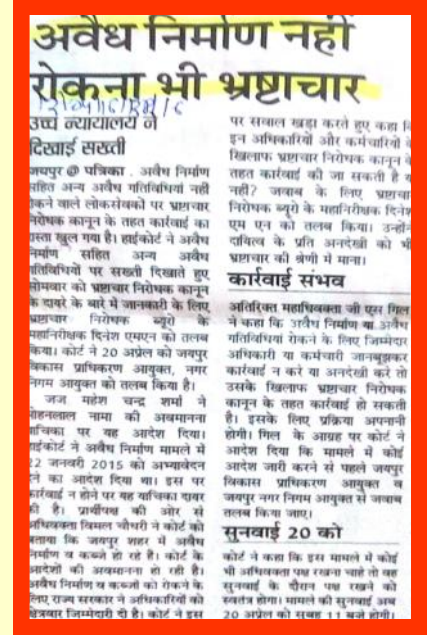 अवैध निर्माण नहीं
रोकना भी भ्रष्टाचार
उच्च न्यायालय ने
दिखाई सख्ती
जयपुर @ पत्रिका. अवैध निर्माण
सहित अन्य अवैध गतिविधियां नहीं
रोकने वाले लोकसेवकों पर भ्रष्टाचार
निरोधक कानून के तहत कार्रवाई का
रास्ता खुल गया है। हाईकोर्ट ने अवैध
निर्माण सहित अन्य अवैध
गतिविधियों पर सख्ती दिखाते हुए
सोमवार को भ्रष्टाचार निरोधक कानून
के दायरे के बारे में जानकारी के लिए
भ्रष्टाचार निरोधक ब्यूरो के
महानिरीक्षक दिनेश एमएन को तलब
किया। कोर्ट ने 20 अप्रेल को जयपुर
विकास प्राधिकरण आयुक्त, नगर
निगम आयुक्त को तलब किया है।
जज महेश चन्द्र शर्मा ने
मोहनलाल नामा की अवमानना
याचिका पर यह आदेश दिया।
हाईकोर्ट ने अवैध निर्माण मामले में
22 जनवरी 2015 को अभ्यावेदन
देने का आदेश दिया था। इस पर
कार्रवाई न होने पर यह याचिका दायर
की है। प्रार्थीपक्ष की ओर से
अधिवक्ता विमल चौधरी ने कोर्ट को
बताया कि जयपुर शहर में अवैध
निर्माण व कब्जे हो रहे हैं। कोर्ट के
आदेशों की अवमानना हो रही है।
अवैध निर्माण व कब्जों को रोकने के
लिए राज्य सरकार ने अधिकारियों को
क्षेत्रवार जिम्मेदारी दी है। कोर्ट ने इस
पर सवाल खड़ा करते हुए कहा कि
इन अधिकारियों और कर्मचारियों के
खिलाफ भ्रष्टाचार निरोधक कानून के
तहत कार्रवाई की जा सकती है या
नहीं? जवाब के लिए भ्रष्टाचार
निरोधक ब्यूरो के महानिरीक्षक दिनेश
एम एन को तलब किया। उन्होंने
दायित्व के प्रति अनदेखी को भी
भ्रष्टाचार की श्रेणी में माना।
कार्रवाई संभव
अतिरिक्त महाधिवक्ता जी एस गिल
ने कहा कि अवैध निर्माण या अवैध
गतिविधियां रोकने के लिए जिम्मेदार
अधिकारी या कर्मचारी जानबूझकर
कार्रवाई न करे या अनदेखी करे तो
उसके खिलाफ भ्रष्टाचार निरोधक
कानून के तहत कार्रवाई हो सकती
है। इसके लिए प्रक्रिया अपनानी
होगी। गिल के आग्रह पर कोर्ट ने
आदेश दिया कि मामले में कोई
आदेश जारी करने से पहले जयपुर
विकास प्राधिकरण आयुक्त व
जयपुर नगर निगम आयुक्त से जवाब
तलब किया जाए।
सुनवाई 20 को
कोर्ट ने कहा कि इस मामले में कोई
भी अधिवक्ता पक्ष रखना चाहे तो वह
सुनवाई के दौरान पक्ष रखने को
स्वतंत्र होगा। मामले की सुनवाई अब
20 अप्रेल को सुबह 11 बजे होगी।